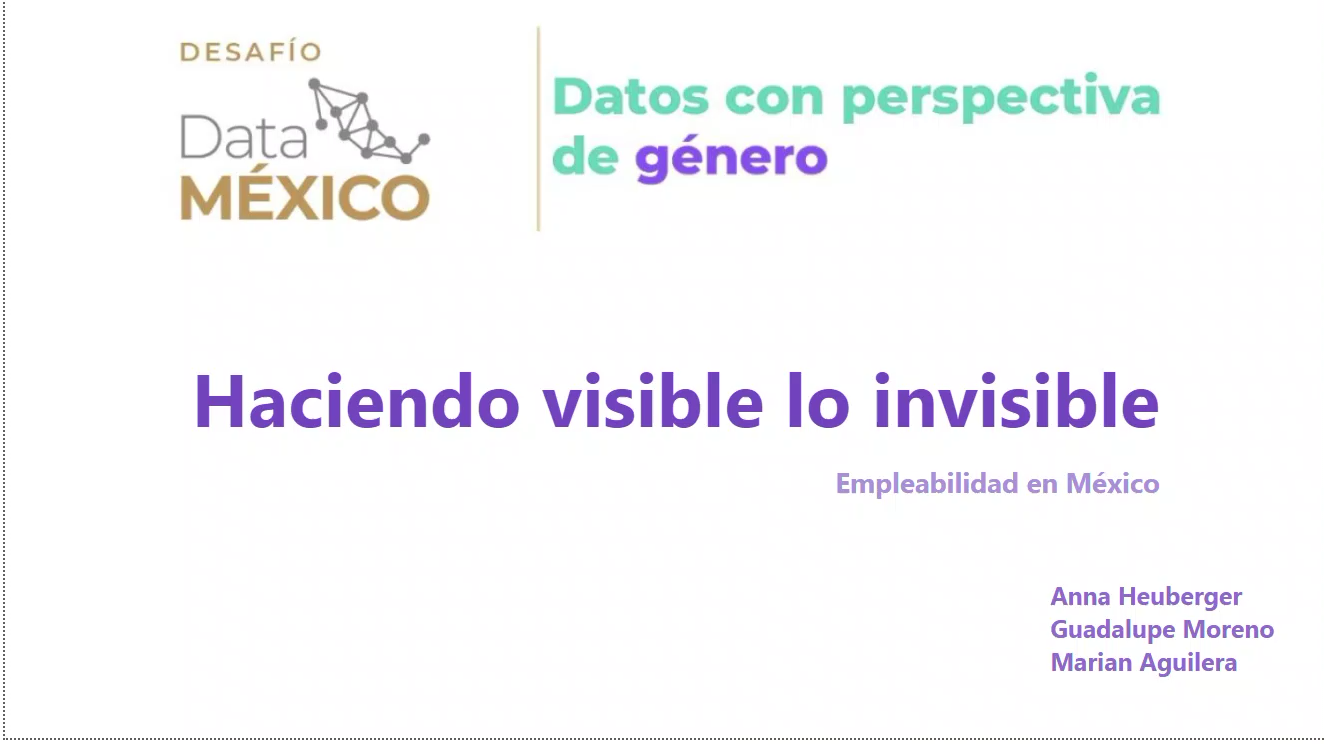 DESAFÍO
Data
MÉXICO
Datos con perspectiva
de género
Haciendo visible lo invisible
Empleabilidad en México
Anna Heuberger
Guadalupe Moreno
Marian Aguilera